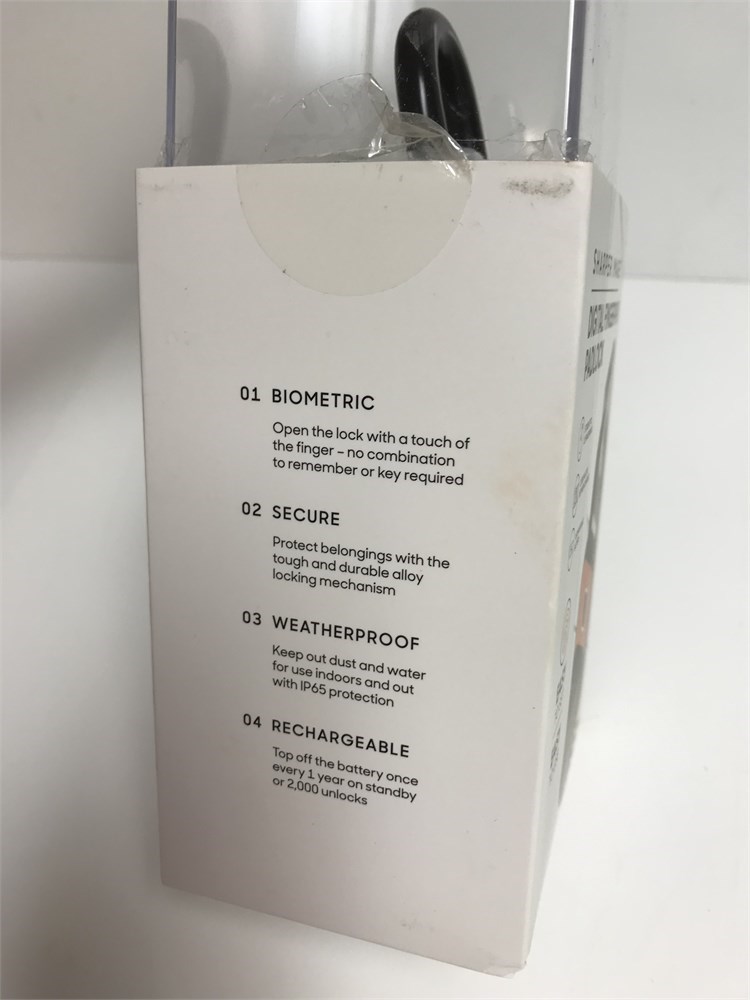 01 BIOMETRIC
Open the lock with a touch of
the finger – no combination
to remember or key required
02 SECURE
Protect belongings with the
tough and durable alloy
locking mechanism
03 WEATHERPROOF
Keep out dust and water
for use indoors and out
with IP65 protection
04 RECHARGEABLE
Top off the battery once
every 1 year on standby
or 2,000 unlocks
SHARPER
DIGITAL
PADLOCK